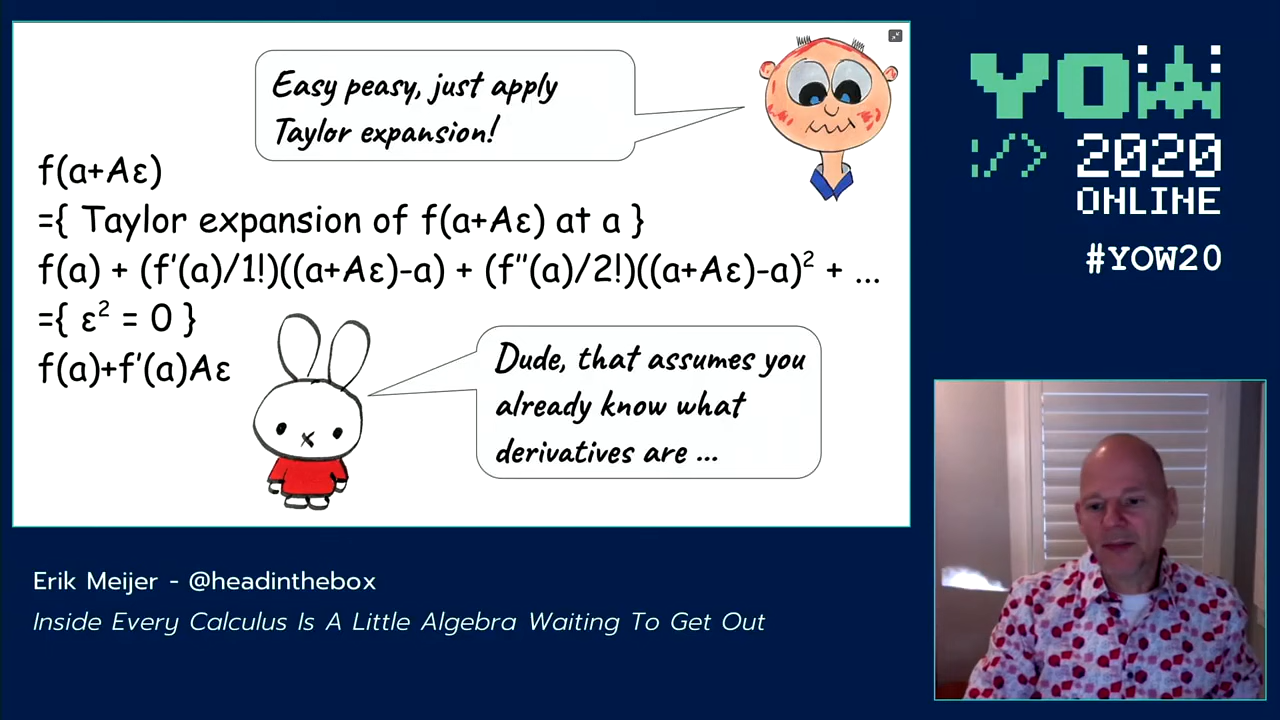 Easy peasy, just apply
Taylor expansion!
f(a+Aε)
={ Taylor expansion of f(a+Aε) at a }
f(a) + (f'(a)/1!)((a+Aε)-a) + (f''(a)/2!)((a+Aε)-a)² + ...
={ ε² = 0 }
f(a)+f'(a)Aε
Dude, that assumes you
already know what
derivatives are ...
YOW
:/>
2020
ONLINE
#YOW20
Erik Meijer - @headinthebox
Inside Every Calculus Is A Little Algebra Waiting To Get Out